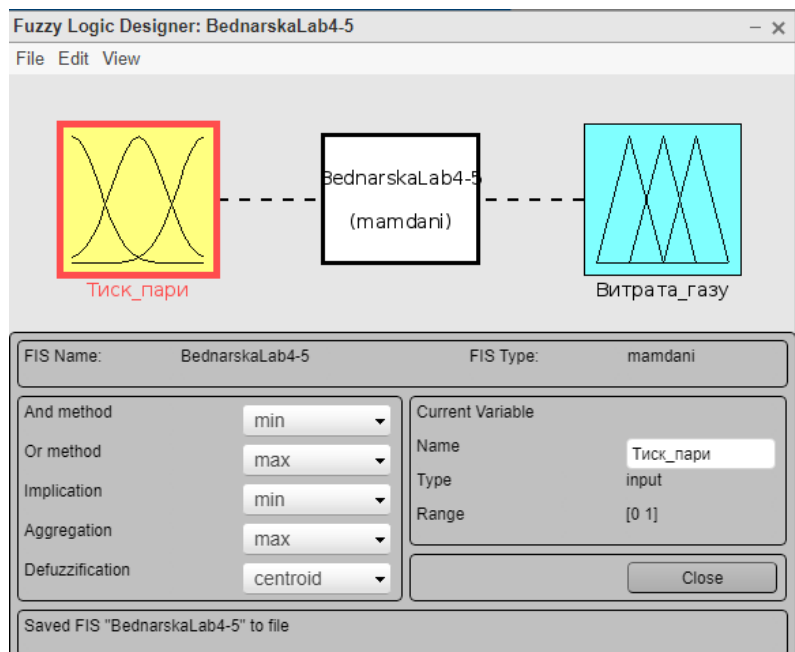 Fuzzy Logic Designer: BednarskaLab4-5
File Edit View
BednarskaLab4-5
(mamdani)
Тиск_пари
Витрата_газу
FIS Name: BednarskaLab4-5 FIS Type: mamdani
And method min
Or method max
Implication min
Aggregation max
Defuzzification centroid
Current Variable
Name Тиск_пари
Type input
Range [0 1]
Close
Saved FIS "BednarskaLab4-5" to file